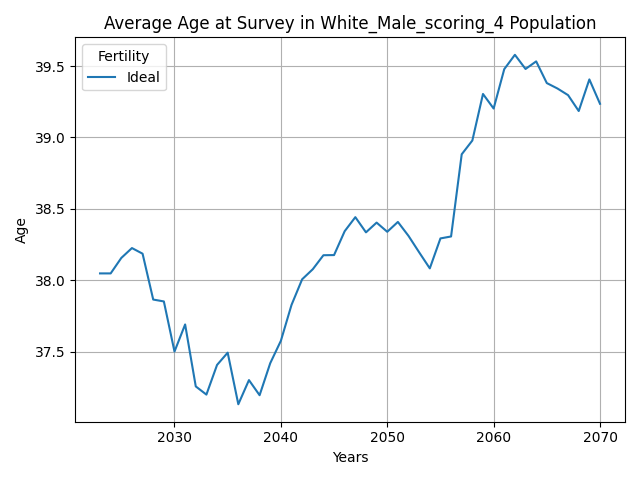 Average Age at Survey in White_Male_scoring_4 Population
Fertility
Ideal
39.5
39.0
38.5
38.0
37.5
Age
2030 2040 2050 2060 2070
Years